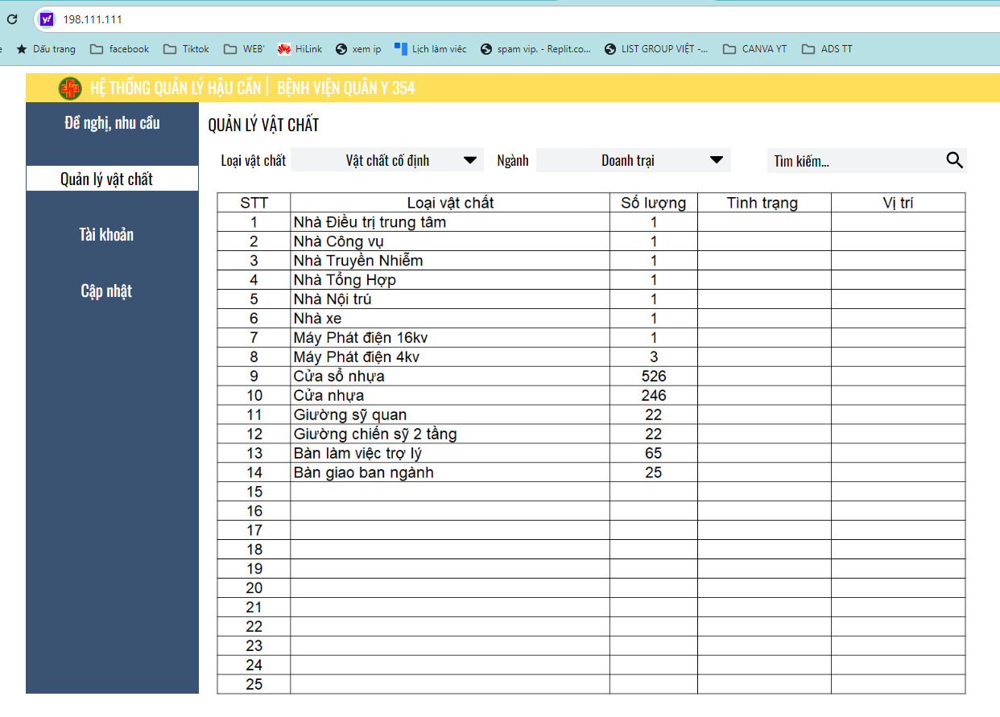 198.111.111
e Dấu trang facebook Tiktok WEB' HiLink xem ip Lịch làm viêc spam vip. - Replit.co... LIST GROUP VIỆT -... CANVA YT ADS TT
HỆ THỐNG QUẢN LÝ HẬU CẦN | BỆNH VIỆN QUÂN Y 354
Đề nghị, nhu cầu
Quản lý vật chất
Tài khoản
Cập nhật
QUẢN LÝ VẬT CHẤT
Loại vật chất Vật chất cố định Ngành Doanh trại Tìm kiếm...
STT Loại vật chất Số lượng Tình trạng Vị trí
1 Nhà Điều trị trung tâm 1
2 Nhà Công vụ 1
3 Nhà Truyền Nhiễm 1
4 Nhà Tổng Hợp 1
5 Nhà Nội trú 1
6 Nhà xe 1
7 Máy Phát điện 16kv 1
8 Máy Phát điện 4kv 3
9 Cửa sổ nhựa 526
10 Cửa nhựa 246
11 Giường sỹ quan 22
12 Giường chiến sỹ 2 tầng 22
13 Bàn làm việc trợ lý 65
14 Bàn giao ban ngành 25
15
16
17
18
19
20
21
22
23
24
25